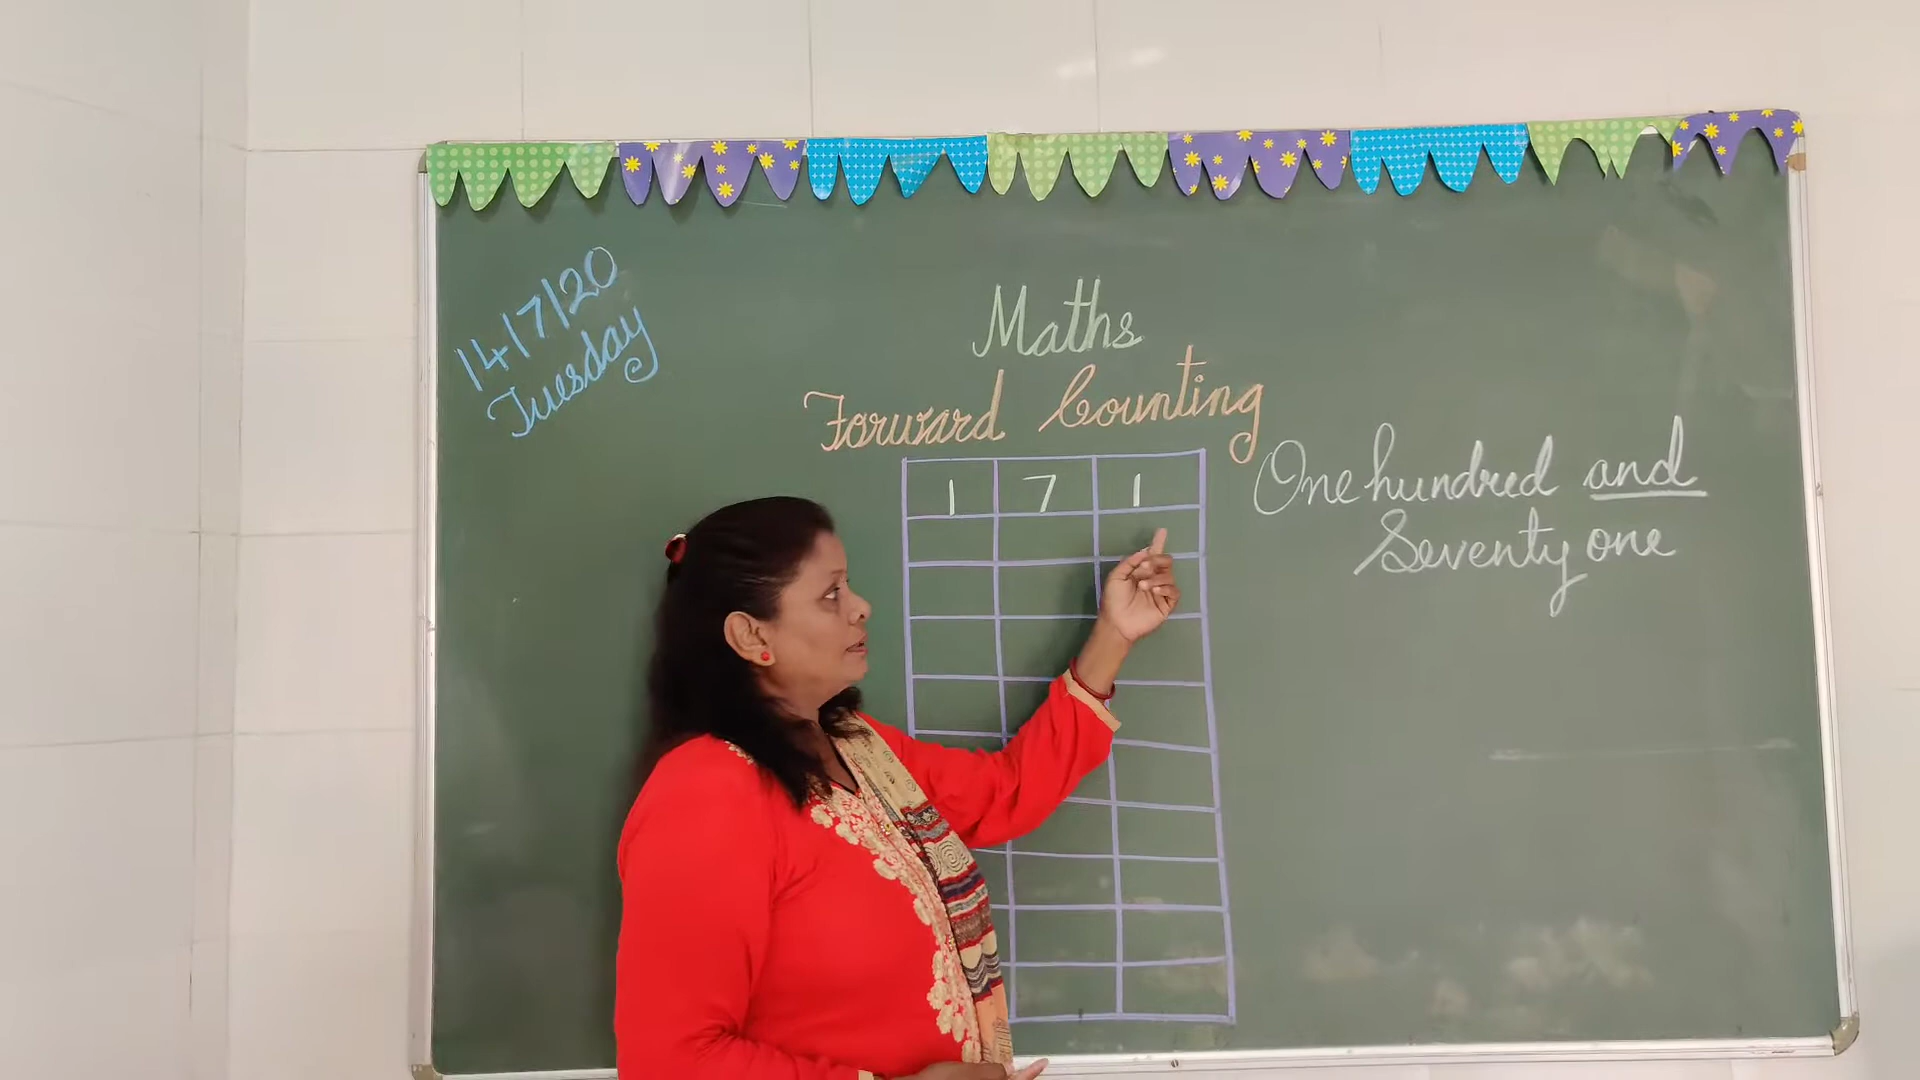 14/7/20
Tuesday
Maths
Forward Counting
1 7 1
One hundred and
Seventy one